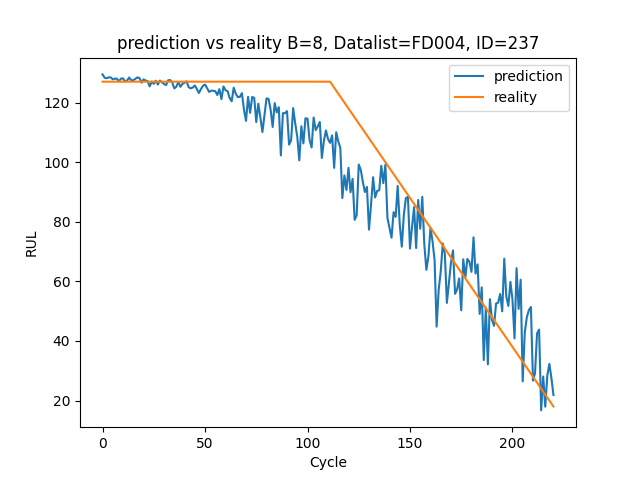 prediction vs reality B=8, Datalist=FD004, ID=237
prediction
reality
RUL
120
100
80
60
40
20
0
50
100
150
200
Cycle